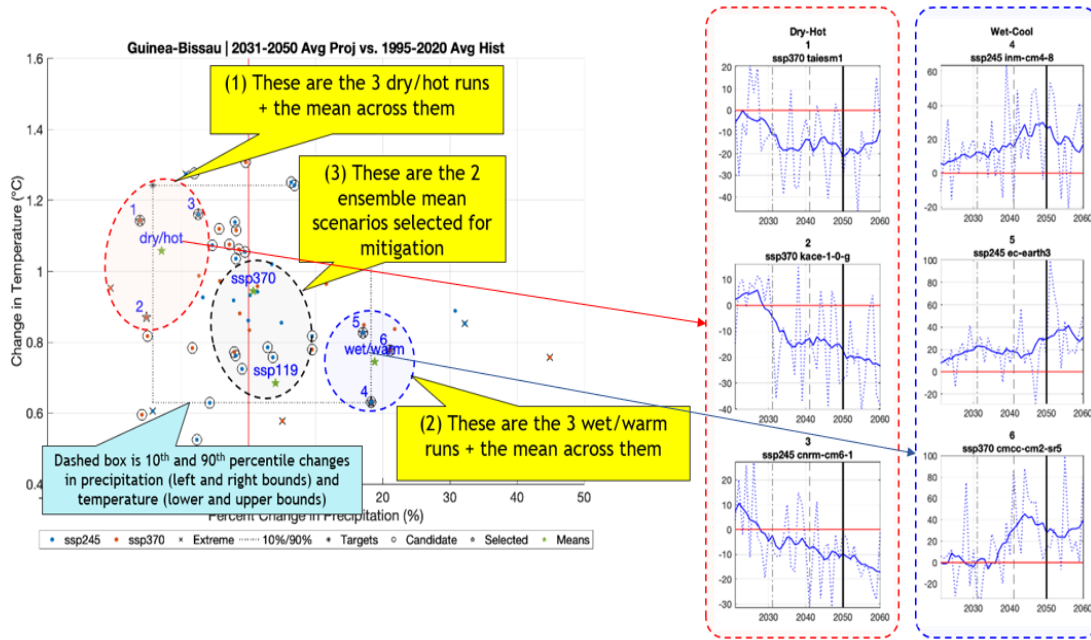 Guinea-Bissau | 2031-2050 Avg Proj vs. 1995-2020 Avg Hist
Change in Temperature (°C)
1.6
1.4
1.2
1
0.8
0.6
0.4
(1) These are the 3 dry/hot runs
+ the mean across them
(3) These are the 2
ensemble mean
scenarios selected for
mitigation
1
3
dry/hot
2
ssp370
ssp119
5
6
wet/warm
4
(2) These are the 3 wet/warm
runs + the mean across them
Dashed box is 10th and 90th percentile changes
in precipitation (left and right bounds) and
temperature (lower and upper bounds)
20
30
40
50
Percent Change in Precipitation (%)
ssp245
ssp370
Extreme
10%/90%
Targets
Candidate
Selected
Means
Dry-Hot
1
ssp370 taiesm1
20
10
0
-10
-20
-30
-40
2030 2040 2050 2060
2
ssp370 kace-1-0-g
10
0
-10
-20
-30
-40
2030 2040 2050 2060
3
ssp245 cnrm-cm6-1
20
10
0
-10
-20
-30
2030 2040 2050 2060
Wet-Cool
4
ssp245 inm-cm4-8
60
40
20
0
-20
2030 2040 2050 2060
5
ssp245 ec-earth3
100
80
60
40
20
0
-20
2030 2040 2050 2060
6
ssp370 cmcc-cm2-sr5
100
80
60
40
20
0
-20
2030 2040 2050 2060